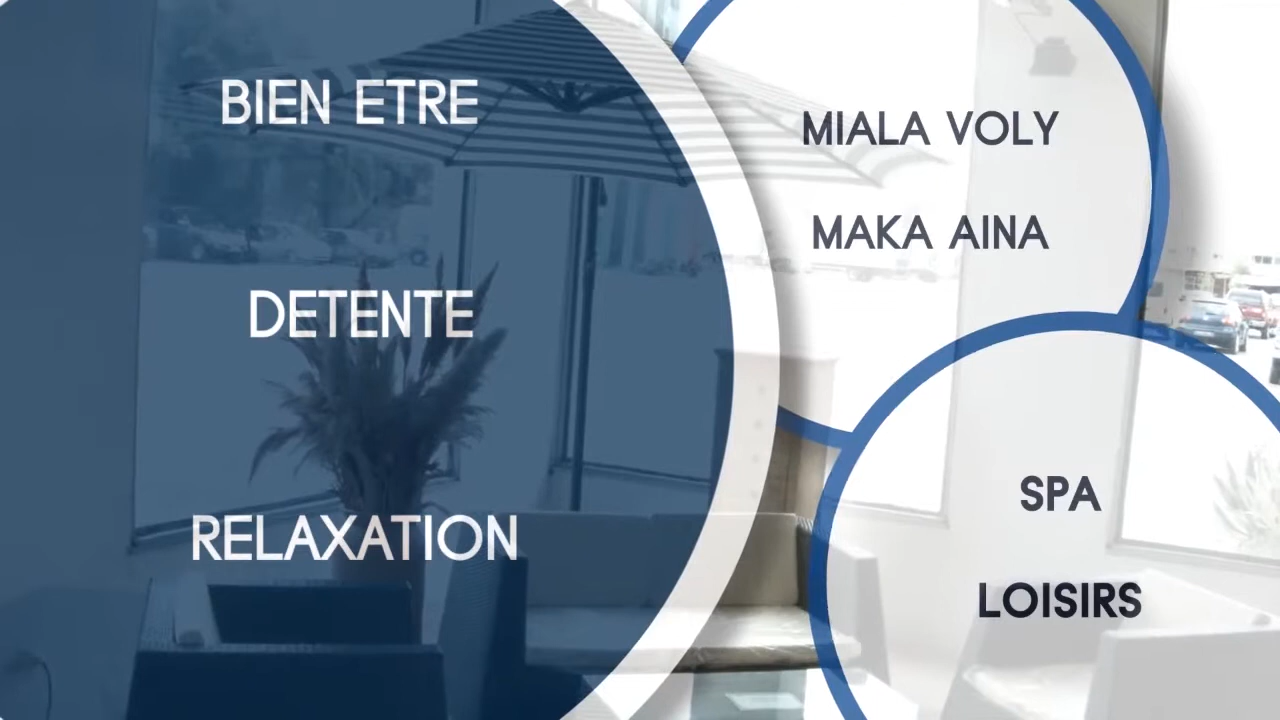 BIEN ETRE
DETENTE
RELAXATION
MIALA VOLY
MAKA AINA
SPA
LOISIRS